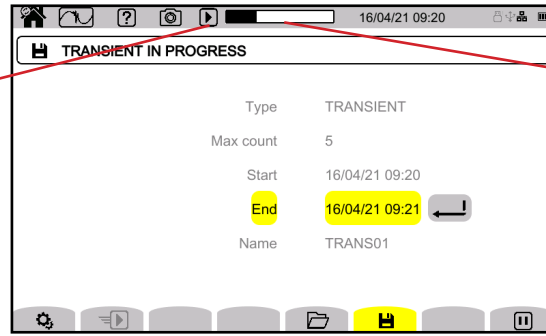 ? 16/04/21 09:20
TRANSIENT IN PROGRESS
Type TRANSIENT
Max count 5
Start 16/04/21 09:20
End 16/04/21 09:21
Name TRANS01